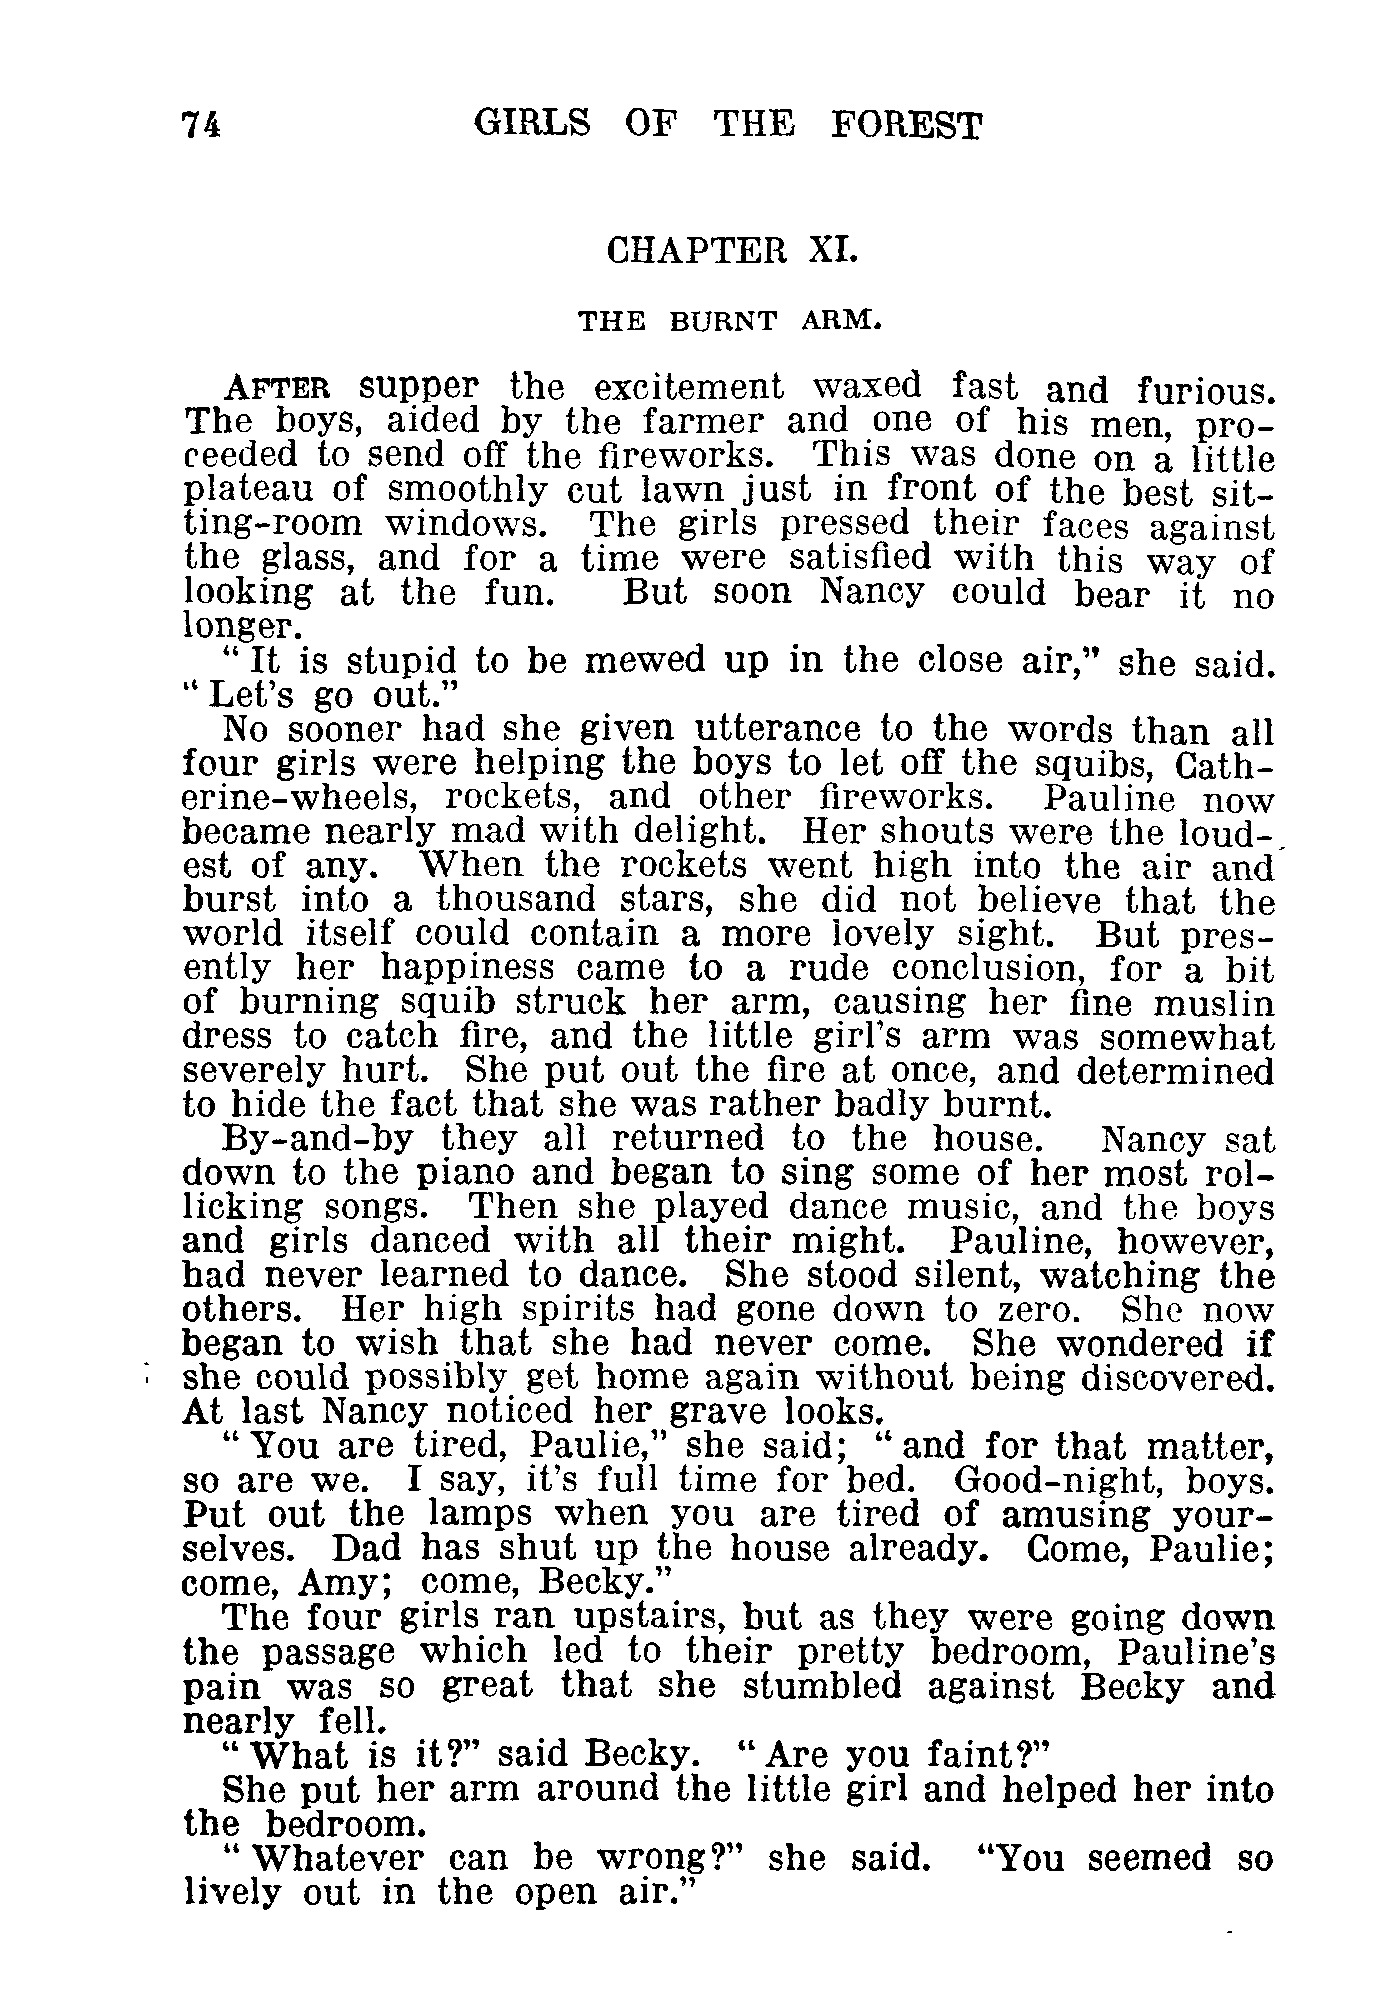 74 GIRLS OF THE FOREST
CHAPTER XI.
THE BURNT ARM.
AFTER supper the excitement waxed fast and furious.
The boys, aided by the farmer and one of his men, pro-
ceeded to send off the fireworks. This was done on a little
plateau of smoothly cut lawn just in front of the best sit-
ting-room windows. The girls pressed their faces against
the glass, and for a time were satisfied with this way of
looking at the fun. But soon Nancy could bear it no
longer.
“It is stupid to be mewed up in the close air,” she said.
“Let’s go out.”
No sooner had she given utterance to the words than all
four girls were helping the boys to let off the squibs, Cath-
erine-wheels, rockets, and other fireworks. Pauline now
became nearly mad with delight. Her shouts were the loud-
est of any. When the rockets went high into the air and
burst into a thousand stars, she did not believe that the
world itself could contain a more lovely sight. But pres-
ently her happiness came to a rude conclusion, for a bit
of burning squib struck her arm, causing her fine muslin
dress to catch fire, and the little girl’s arm was somewhat
severely hurt. She put out the fire at once, and determined
to hide the fact that she was rather badly burnt.
By-and-by they all returned to the house. Nancy sat
down to the piano and began to sing some of her most rol-
licking songs. Then she played dance music, and the boys
and girls danced with all their might. Pauline, however,
had never learned to dance. She stood silent, watching the
others. Her high spirits had gone down to zero. She now
began to wish that she had never come. She wondered if
she could possibly get home again without being discovered.
At last Nancy noticed her grave looks.
“You are tired, Paulie,” she said; “and for that matter,
so are we. I say, it’s full time for bed. Good-night, boys.
Put out the lamps when you are tired of amusing your-
selves. Dad has shut up the house already. Come, Paulie;
come, Amy; come, Becky.”
The four girls ran upstairs, but as they were going down
the passage which led to their pretty bedroom, Pauline’s
pain was so great that she stumbled against Becky and
nearly fell.
“What is it?” said Becky. “Are you faint?”
She put her arm around the little girl and helped her into
the bedroom.
“Whatever can be wrong?” she said. “You seemed so
lively out in the open air.”